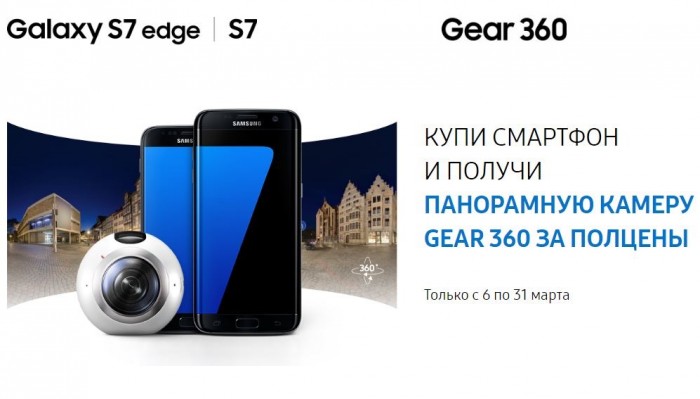 Galaxy S7 edge | S7
Gear 360
КУПИ СМАРТФОН
И ПОЛУЧИ
ПАНОРАМНУЮ КАМЕРУ
GEAR 360 ЗА ПОЛЦЕНЫ
Только с 6 по 31 марта
SAMSUNG
SAMSUNG
360°